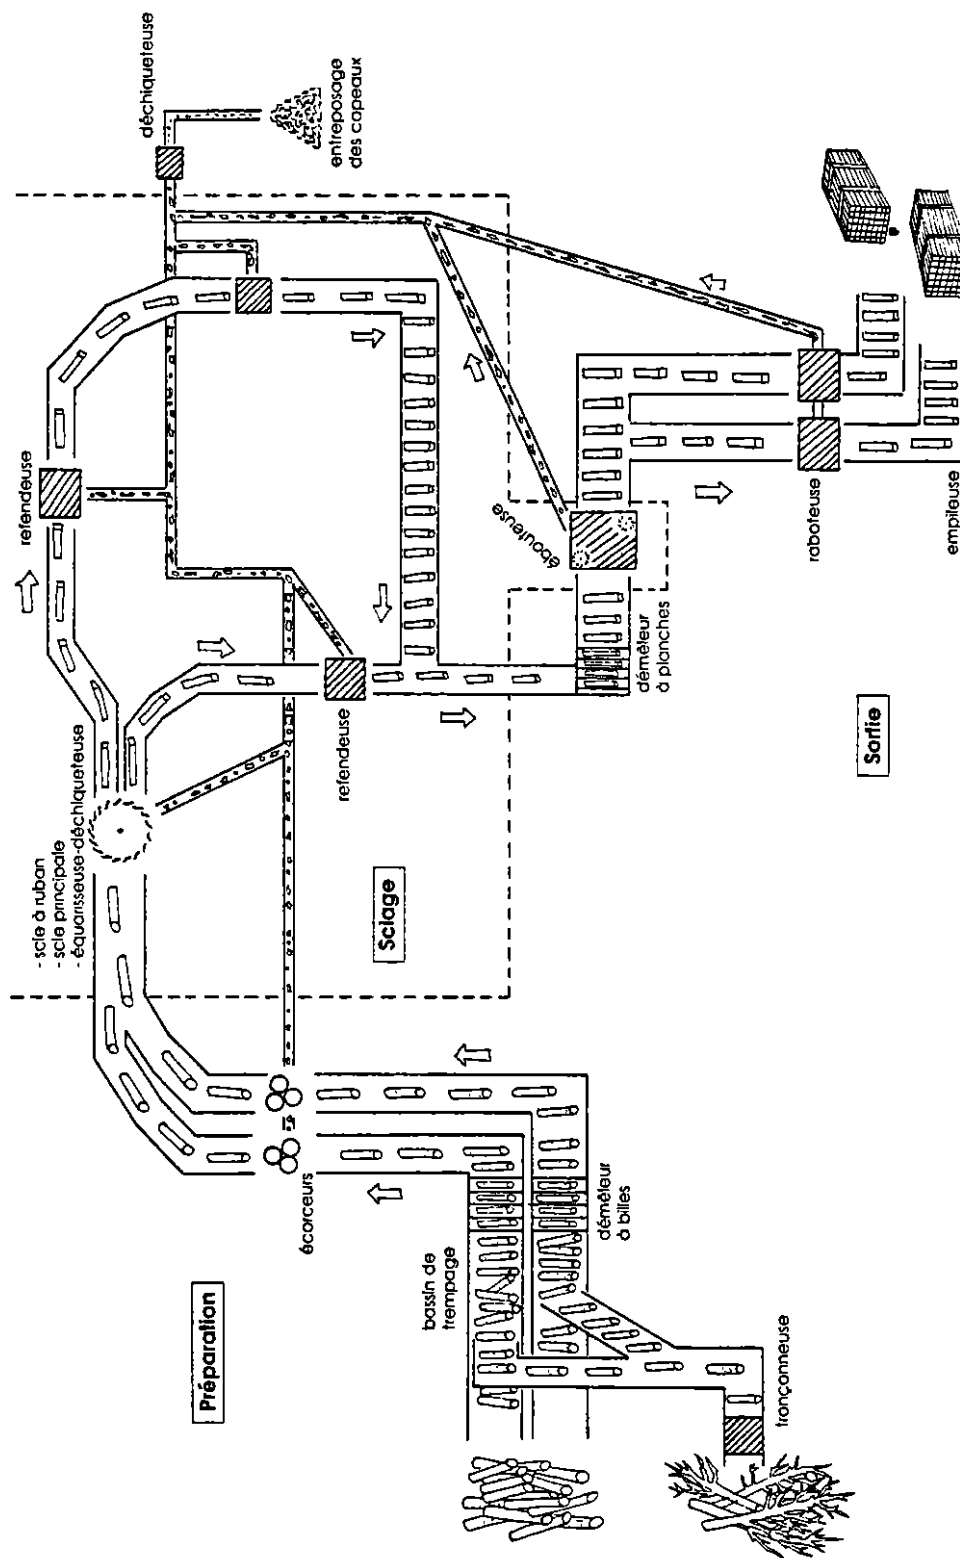 Préparation
bassin de
trempage
écorceurs
démêleur
à billes
tronçonneuse
- scie à ruban
- scie principale
- équarisseuse-déchiqueteuse
Sciage
refendeuse
refendeuse
déchiqueteuse
entreposage
des copeaux
démêleur
à planches
ébouteuse
Sortie
raboteuse
empileuse